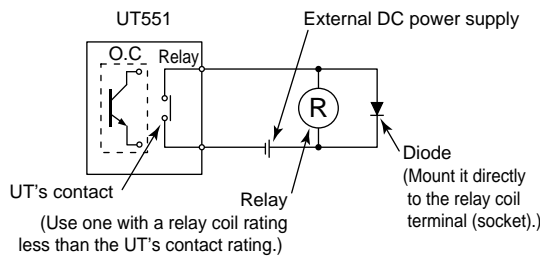 UT551
External DC power supply
O.C
Relay
R
UT's contact
Relay
(Use one with a relay coil rating
less than the UT's contact rating.)
Diode
(Mount it directly
to the relay coil
terminal (socket).)